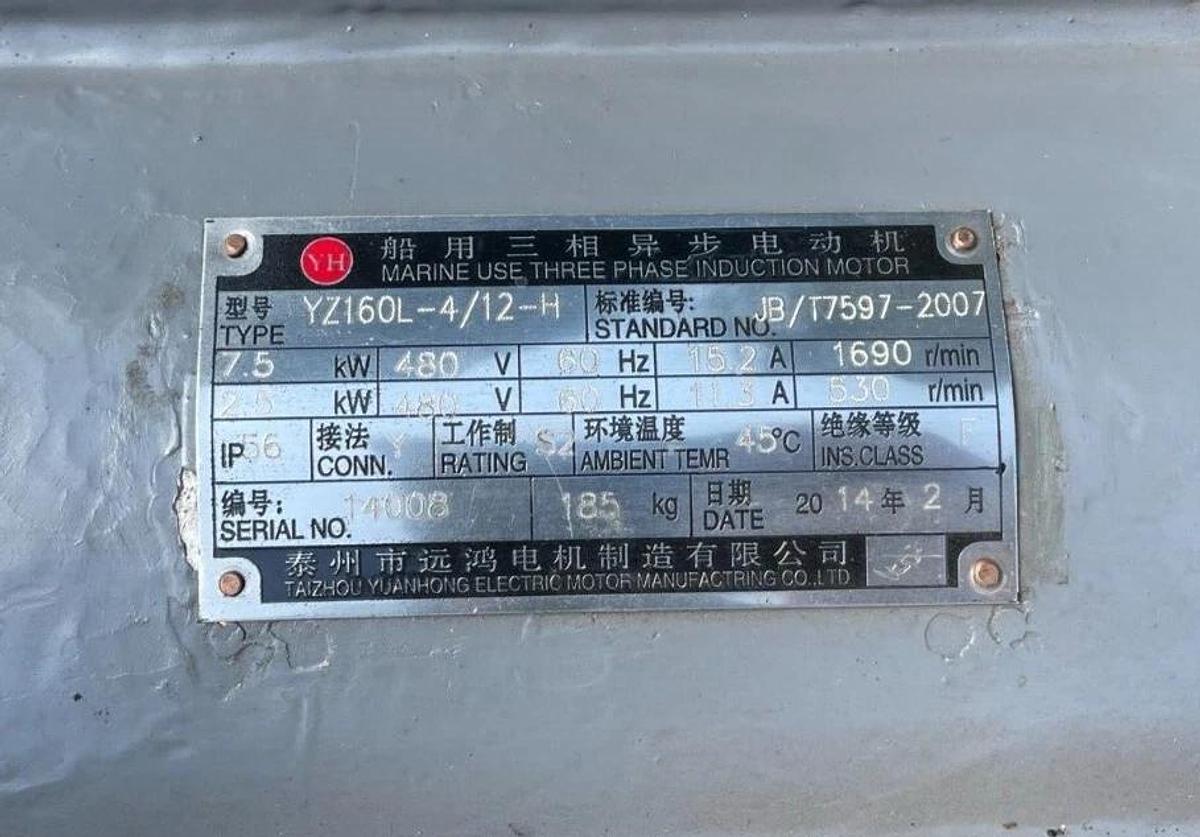 YH 船用三相异步电动机
MARINE USE THREE PHASE INDUCTION MOTOR
型号 TYPE YZ160L-4/12-H 标准编号: STANDARD NO. JB/T7597-2007
7.5 kW 480 V 60 Hz 15.2 A 1690 r/min
2.5 kW 480 V 60 Hz 11.3 A 530 r/min
IP 56 接法 CONN. Y 工作制 RATING S2 环境温度 AMBIENT TEMR 45℃ 绝缘等级 INS.CLASS F
编号: SERIAL NO. 14008 185 kg 日期 DATE 2014年2月
泰州市远鸿电机制造有限公司
TAIZHOU YUANHONG ELECTRIC MOTOR MANUFACTRING CO.,LTD